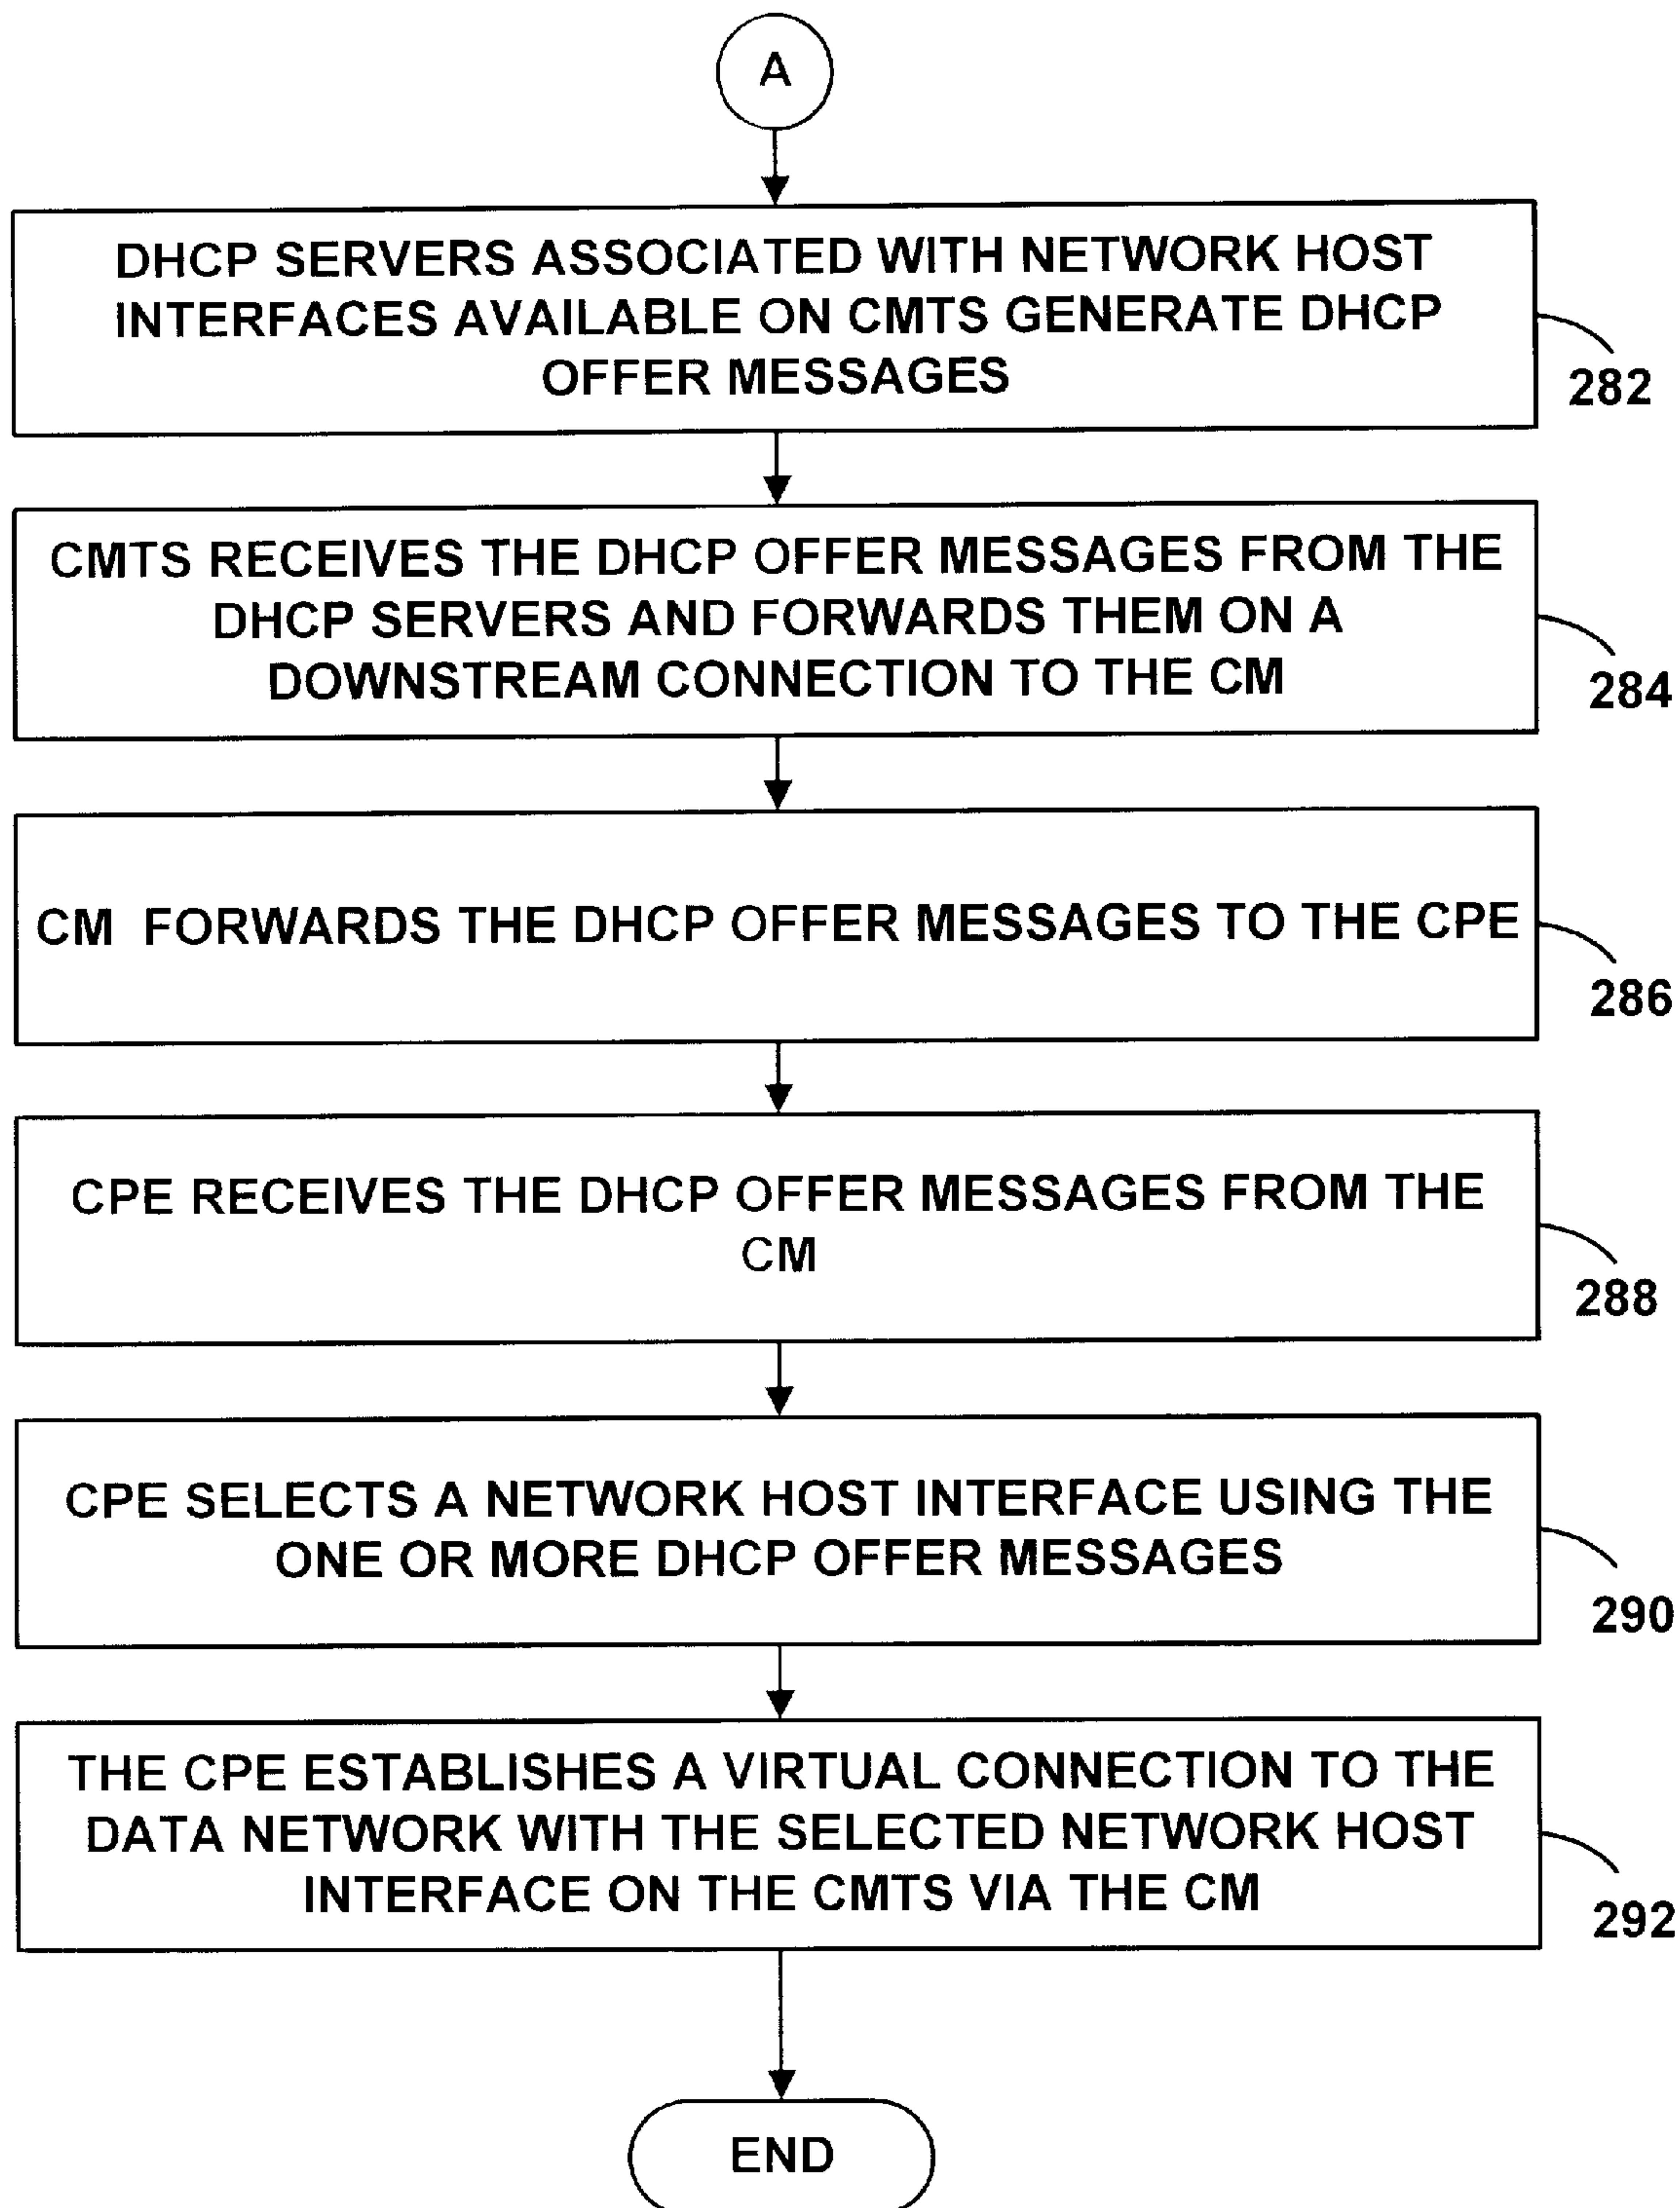 A
DHCP SERVERS ASSOCIATED WITH NETWORK HOST
INTERFACES AVAILABLE ON CMTS GENERATE DHCP
OFFER MESSAGES
282
CMTS RECEIVES THE DHCP OFFER MESSAGES FROM THE
DHCP SERVERS AND FORWARDS THEM ON A
DOWNSTREAM CONNECTION TO THE CM
284
CM FORWARDS THE DHCP OFFER MESSAGES TO THE CPE
286
CPE RECEIVES THE DHCP OFFER MESSAGES FROM THE
CM
288
CPE SELECTS A NETWORK HOST INTERFACE USING THE
ONE OR MORE DHCP OFFER MESSAGES
290
THE CPE ESTABLISHES A VIRTUAL CONNECTION TO THE
DATA NETWORK WITH THE SELECTED NETWORK HOST
INTERFACE ON THE CMTS VIA THE CM
292
END